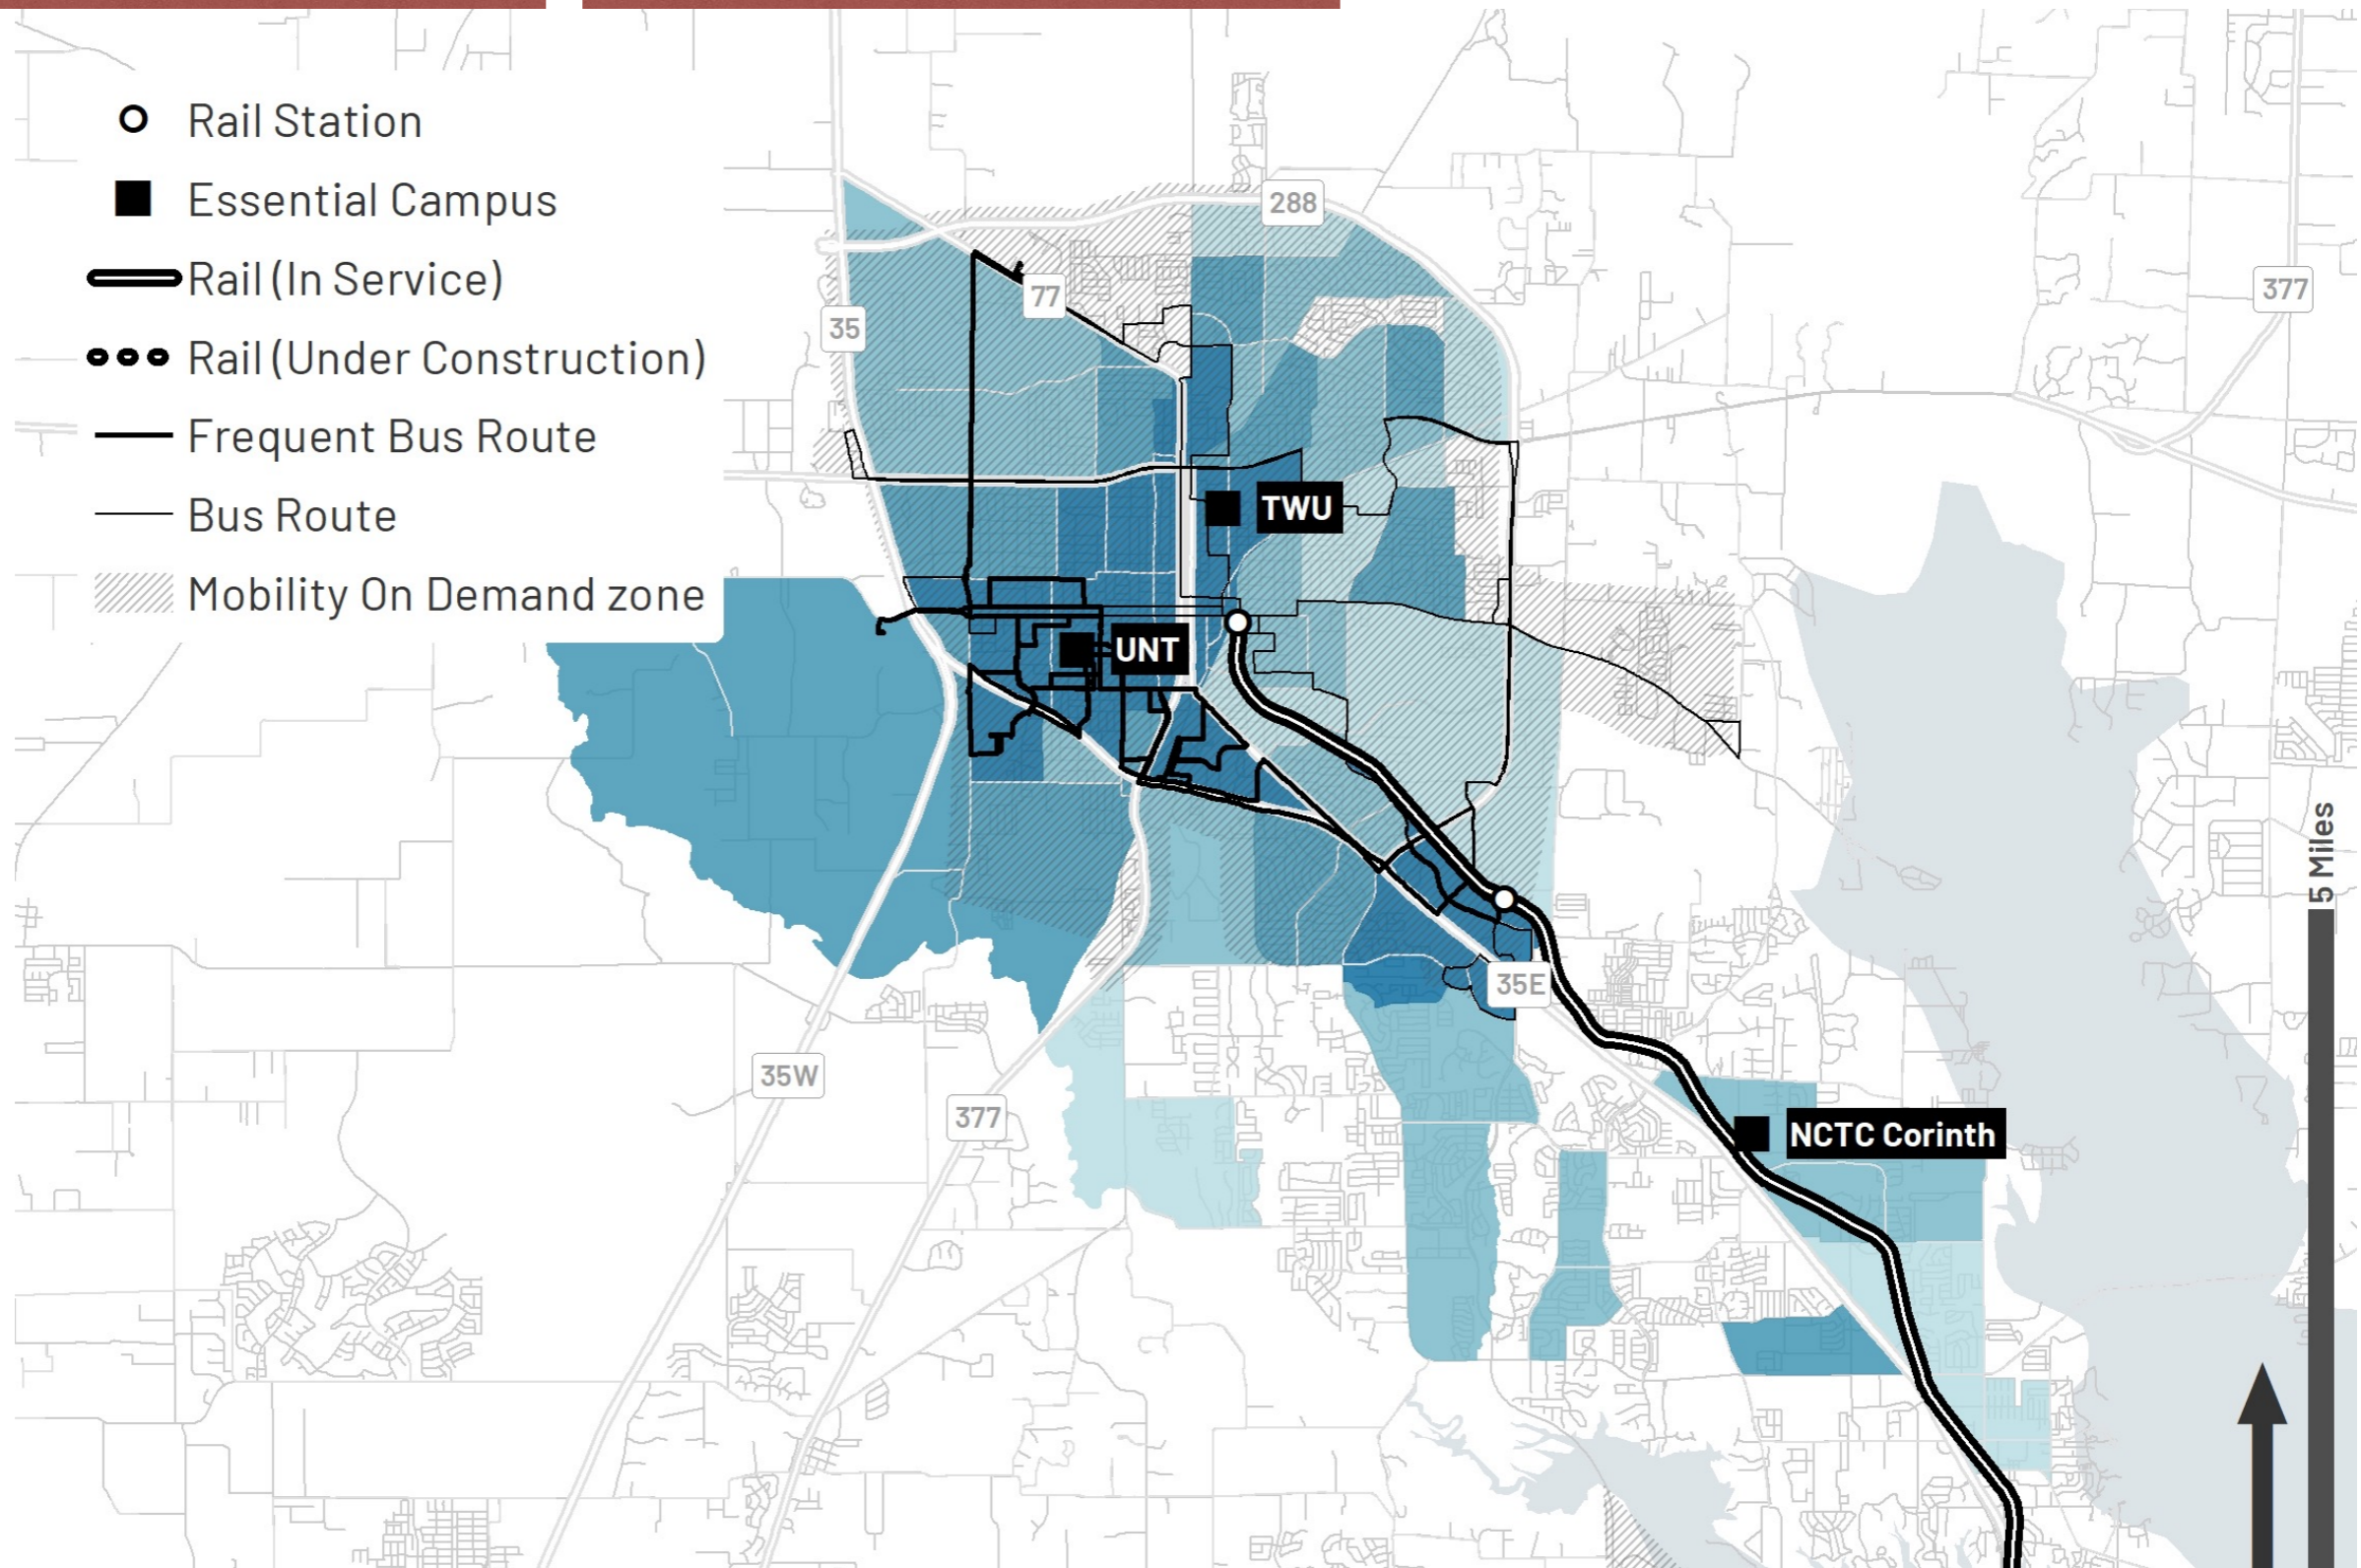 Rail Station
Essential Campus
Rail (In Service)
Rail (Under Construction)
Frequent Bus Route
Bus Route
Mobility On Demand zone
288
77
35
377
TWU
UNT
5 Miles
35E
35W
377
NCTC Corinth